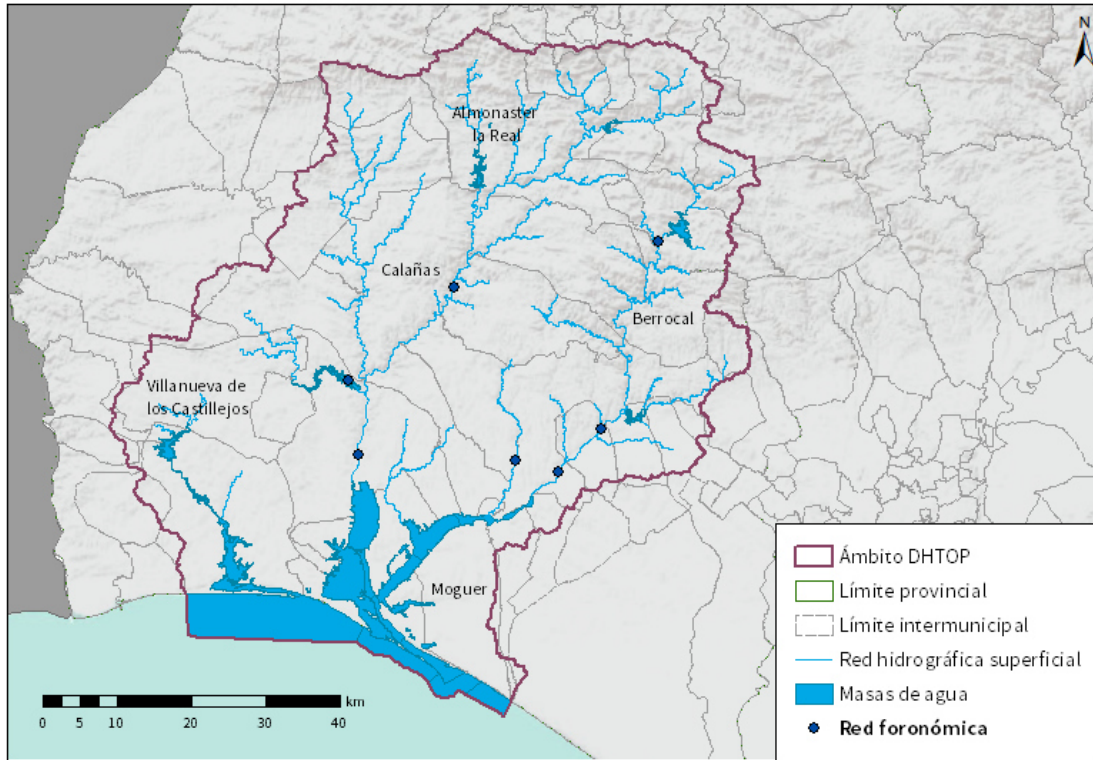 N
Almonaster
la Real
Calañas
Berrocal
Villanueva de
los Castillejos
Moguer
km
0 5 10 20 30 40
Ámbito DHTOP
Límite provincial
Límite intermunicipal
Red hidrográfica superficial
Masas de agua
Red foronómica